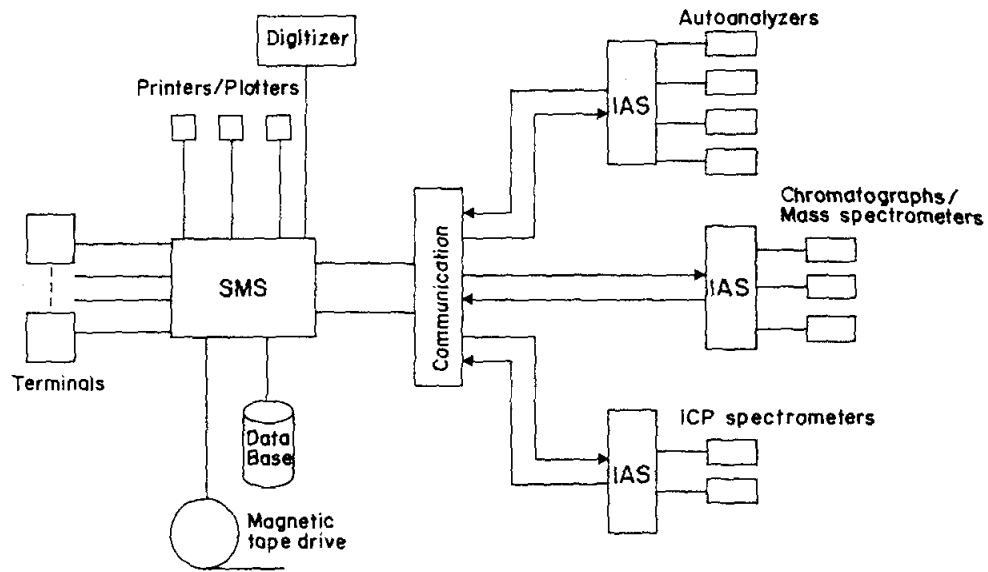 Autoanalyzers
Digitizer
Printers/Plotters
IAS
Chromatographs/
Mass spectrometers
SMS
Communication
IAS
Terminals
ICP spectrometers
Data
Base
IAS
Magnetic
tape drive